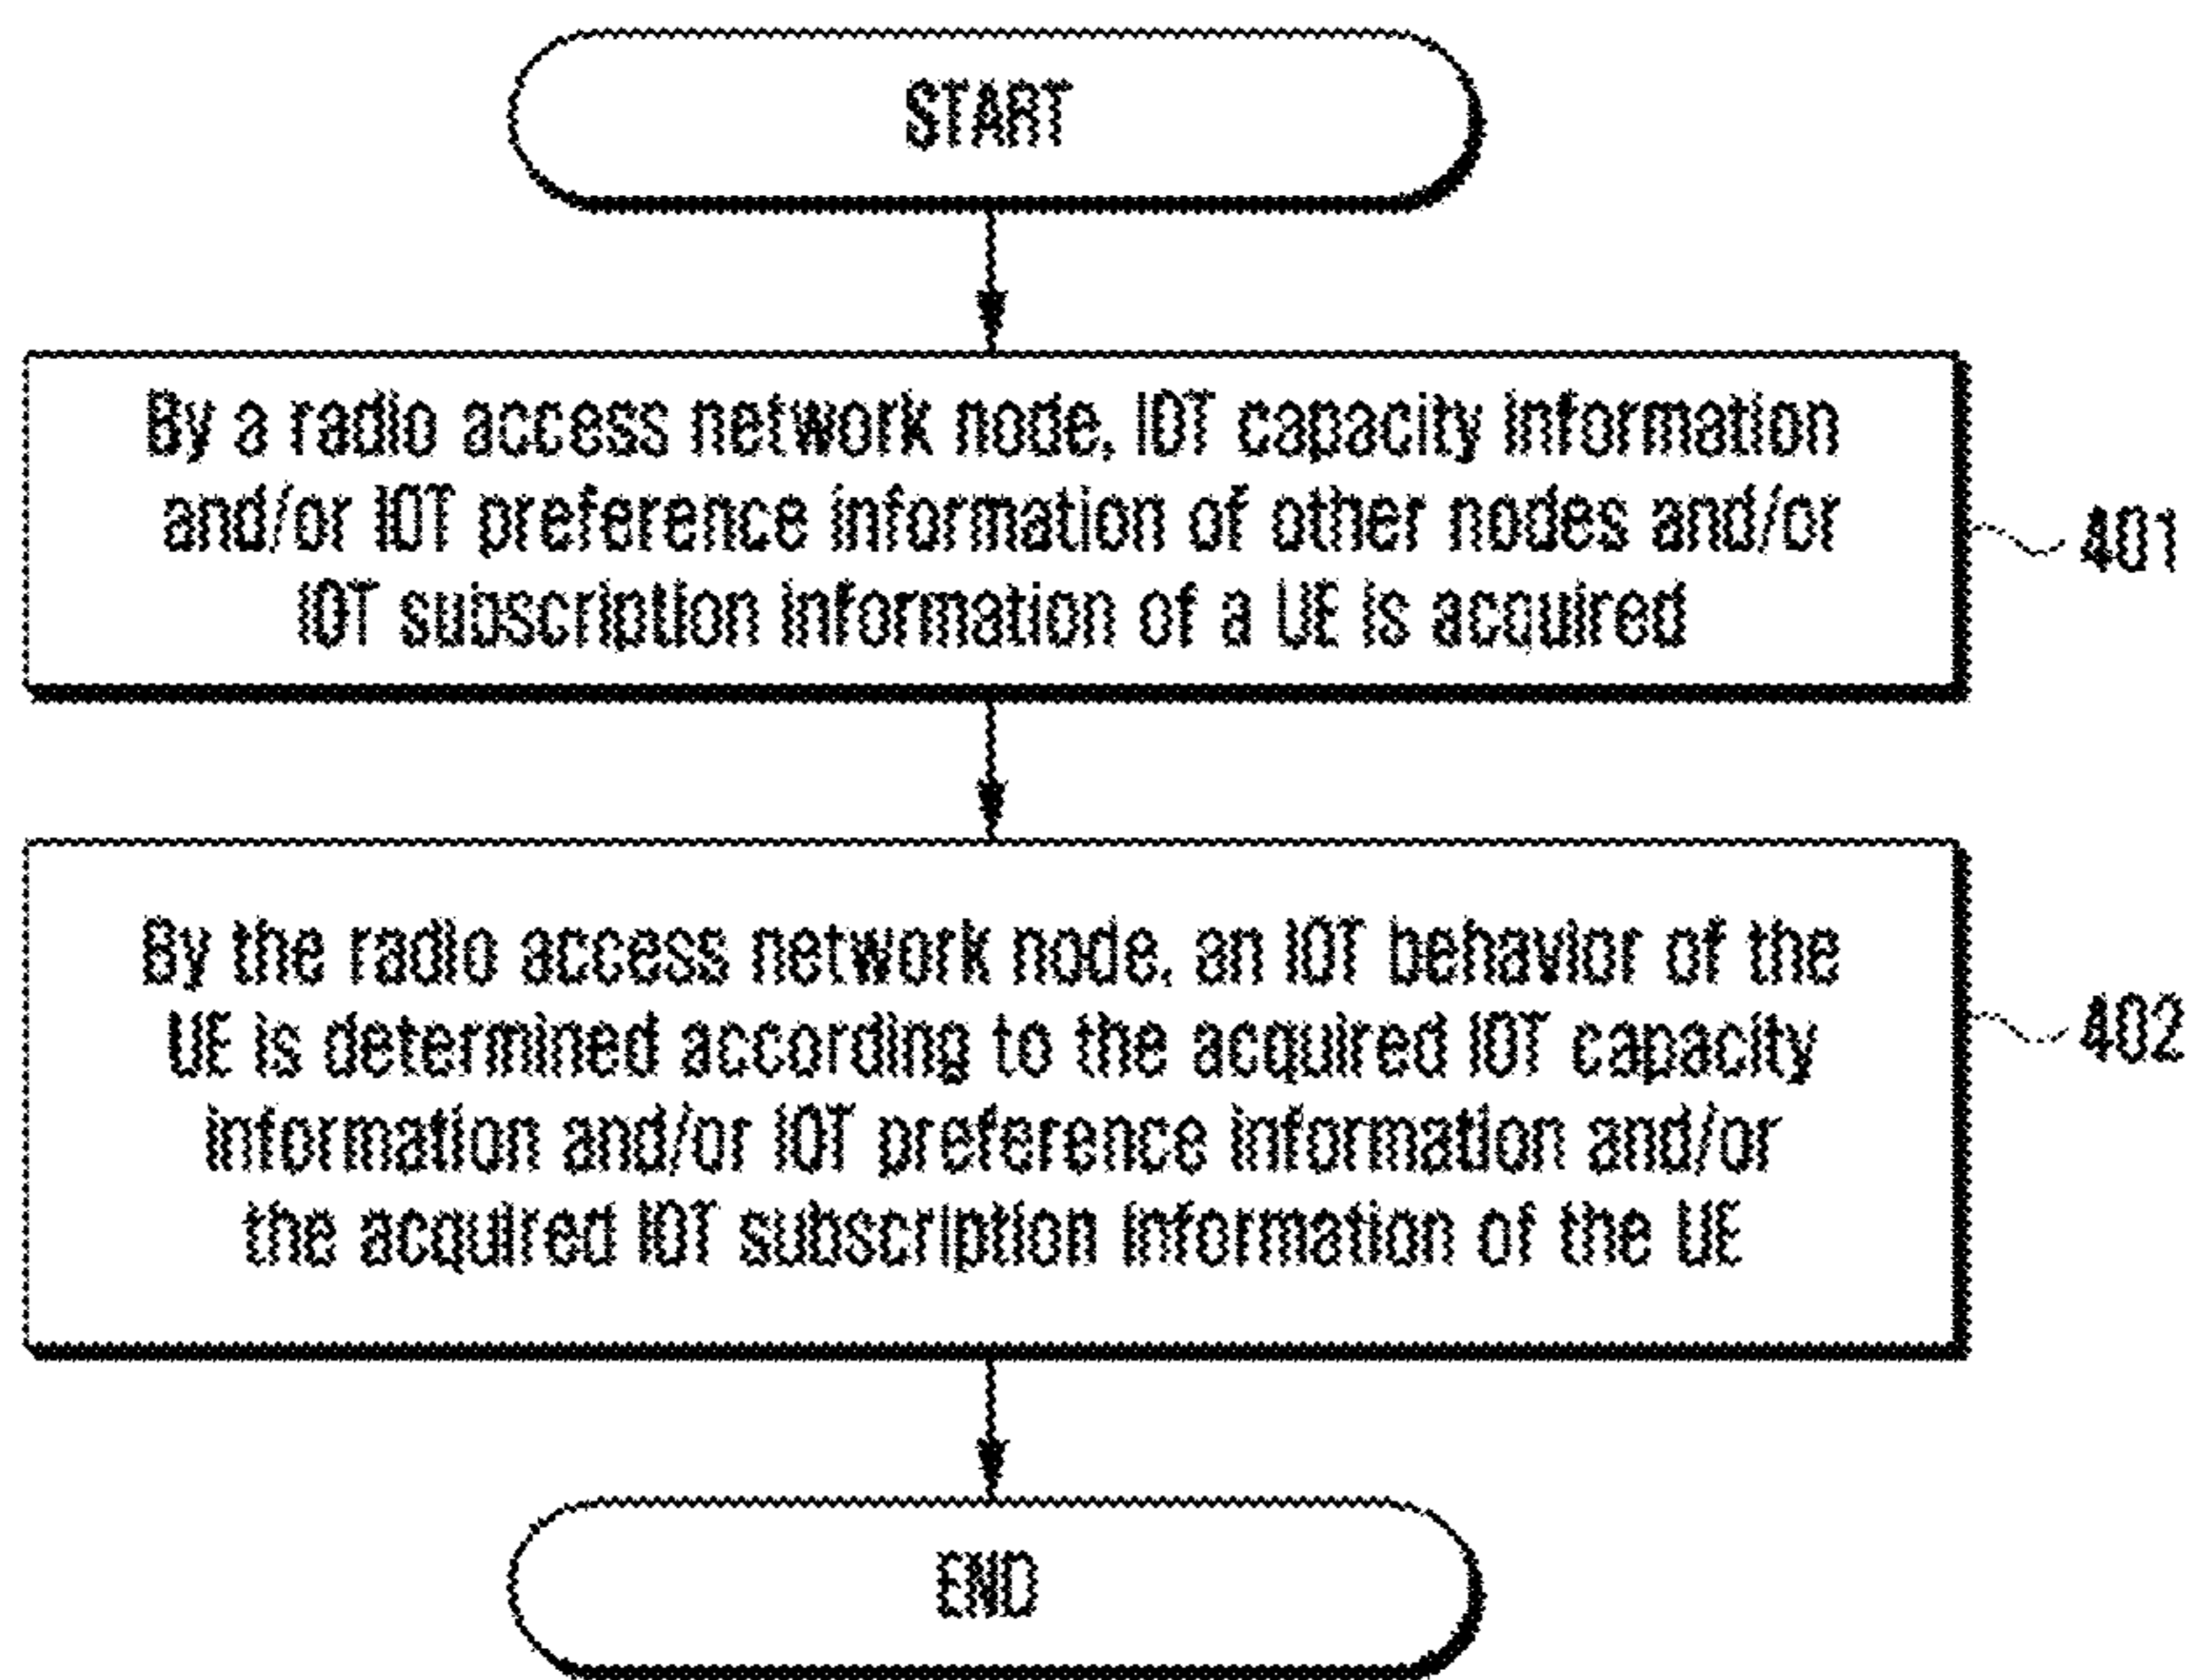 START
By a radio access network node, IOT capacity information
and/or IOT preference information of other nodes and/or
IOT subscription information of a UE is acquired
401
By the radio access network node, an IOT behavior of the
UE is determined according to the acquired IOT capacity
information and/or IOT preference information and/or
the acquired IOT subscription information of the UE
402
END